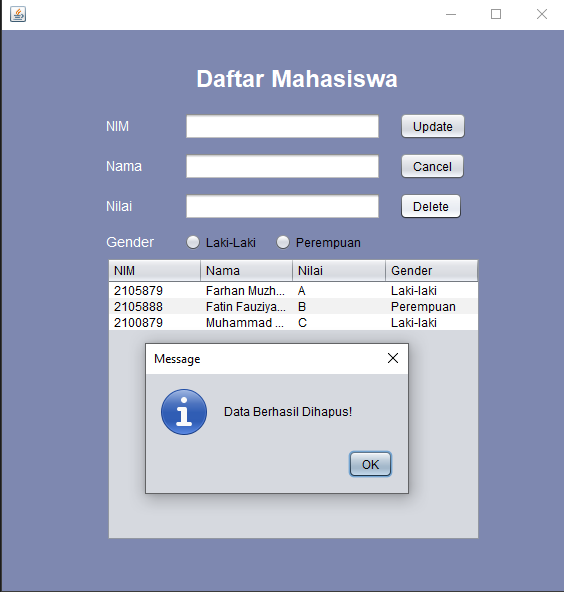 Daftar Mahasiswa
NIM Update
Nama Cancel
Nilai Delete
Gender Laki-Laki Perempuan
NIM Nama Nilai Gender
2105879 Farhan Muzh... A Laki-laki
2105888 Fatin Fauziya... B Perempuan
2100879 Muhammad ... C Laki-laki
Message
Data Berhasil Dihapus!
OK